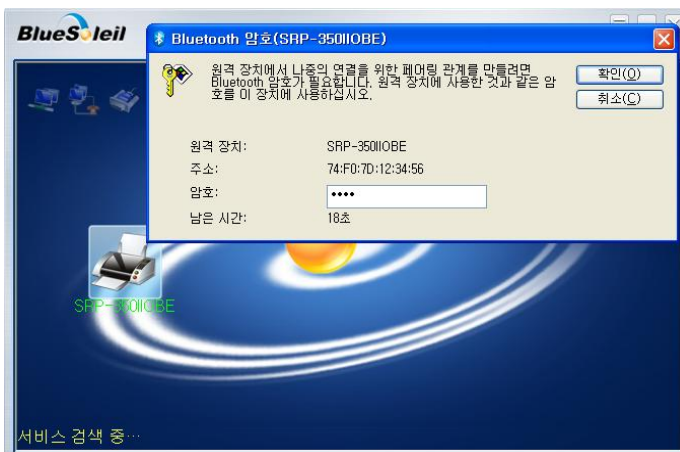 BlueSoleil
Bluetooth 암호(SRP-350IIOBE)
원격 장치에서 나중의 연결을 위한 페어링 관계를 만들려면
Bluetooth 암호가 필요합니다. 원격 장치에 사용한 것과 같은 암
호를 이 장치에 사용하십시오.
확인(O)
취소(C)
원격 장치: SRP-350IIOBE
주소: 74:F0:7D:12:34:56
암호: ••••
남은 시간: 18초
SRP-350IIOBE
서비스 검색 중…